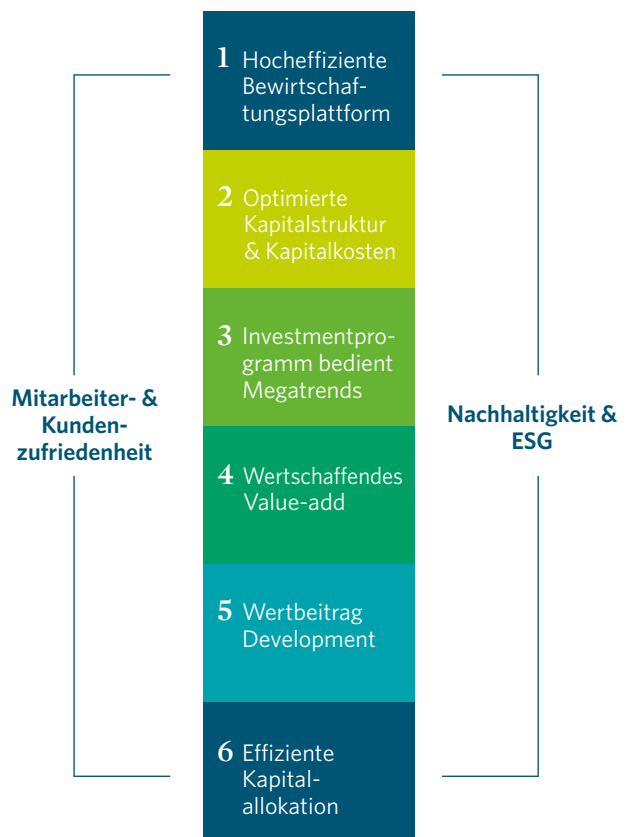 1 Hocheffiziente
Bewirtschaf-
tungsplattform
2 Optimierte
Kapitalstruktur
& Kapitalkosten
3 Investmentpro-
gramm bedient
Megatrends
Mitarbeiter- &
Kunden-
zufriedenheit
Nachhaltigkeit &
ESG
4 Wertschaffendes
Value-add
5 Wertbeitrag
Development
6 Effiziente
Kapital-
allokation